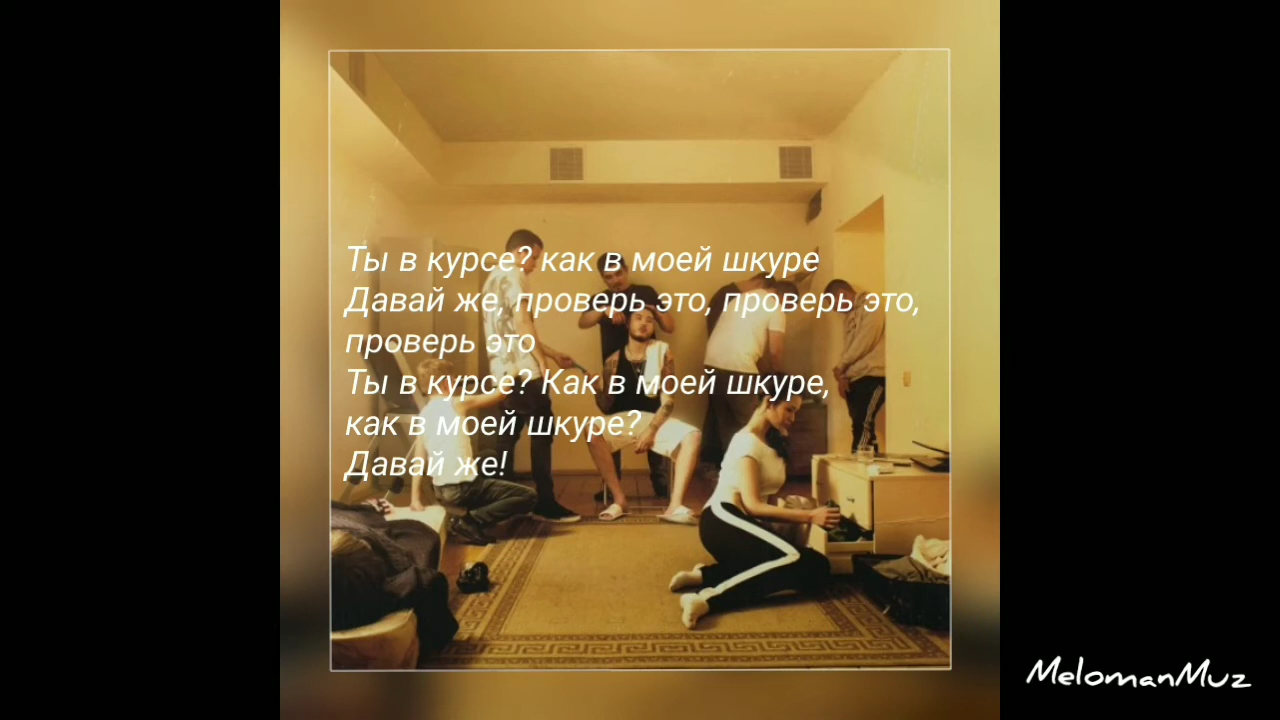 Ты в курсе? как в моей шкуре
Давай же, проверь это, проверь это,
проверь это
Ты в курсе? Как в моей шкуре,
как в моей шкуре?
Давай же!
MelomanMuz